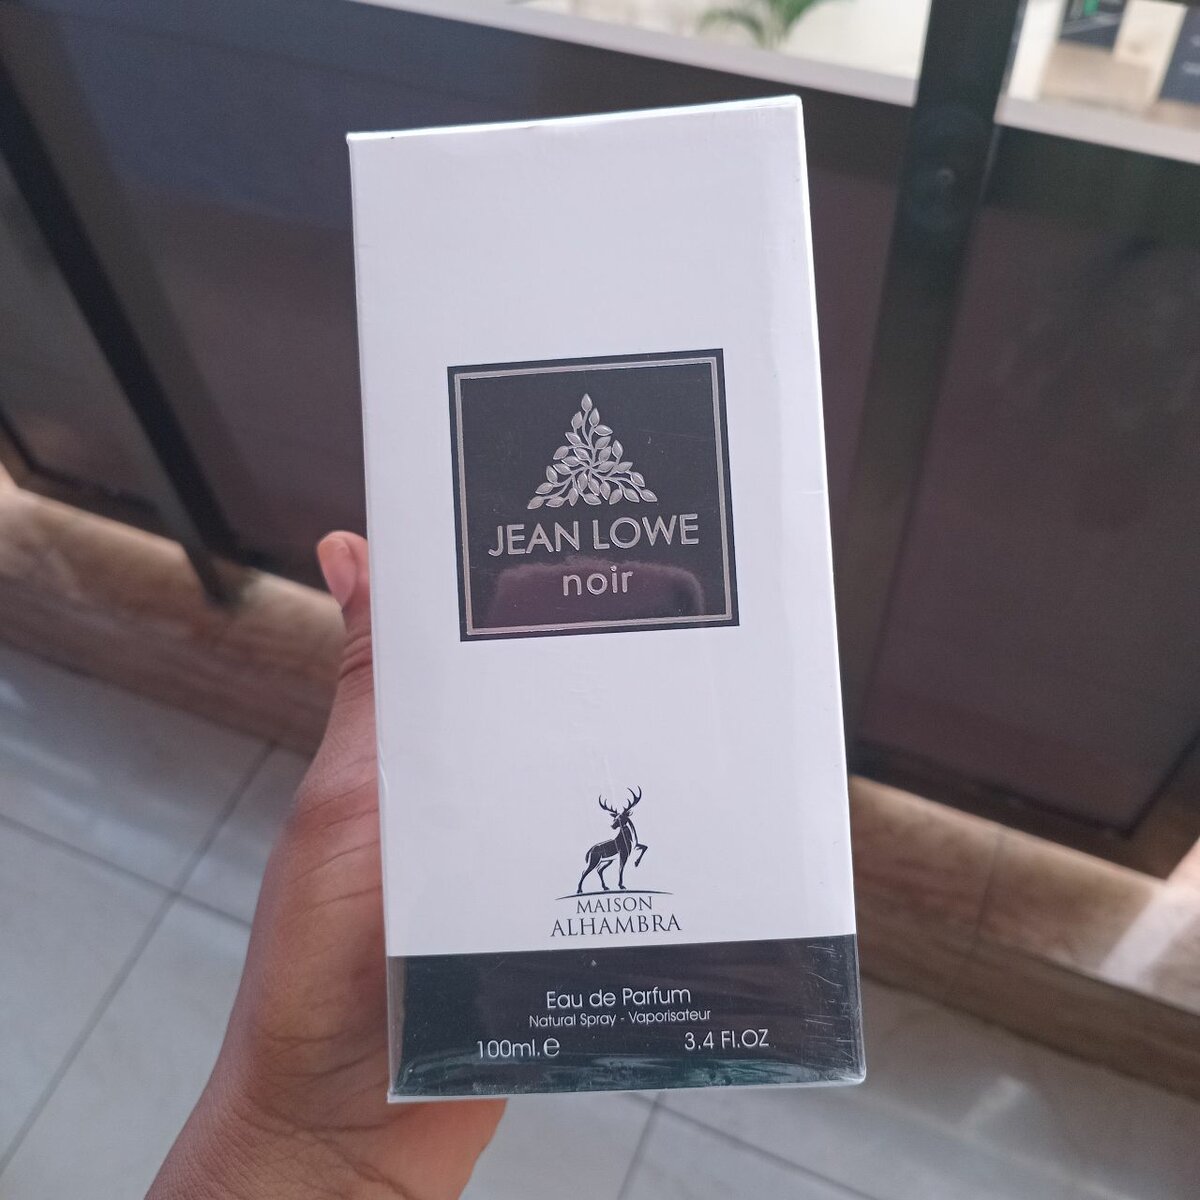 JEAN LOWE
noir
MAISON
ALHAMBRA
Eau de Parfum
Natural Spray - Vaporisateur
100ml.e 3.4 Fl.OZ